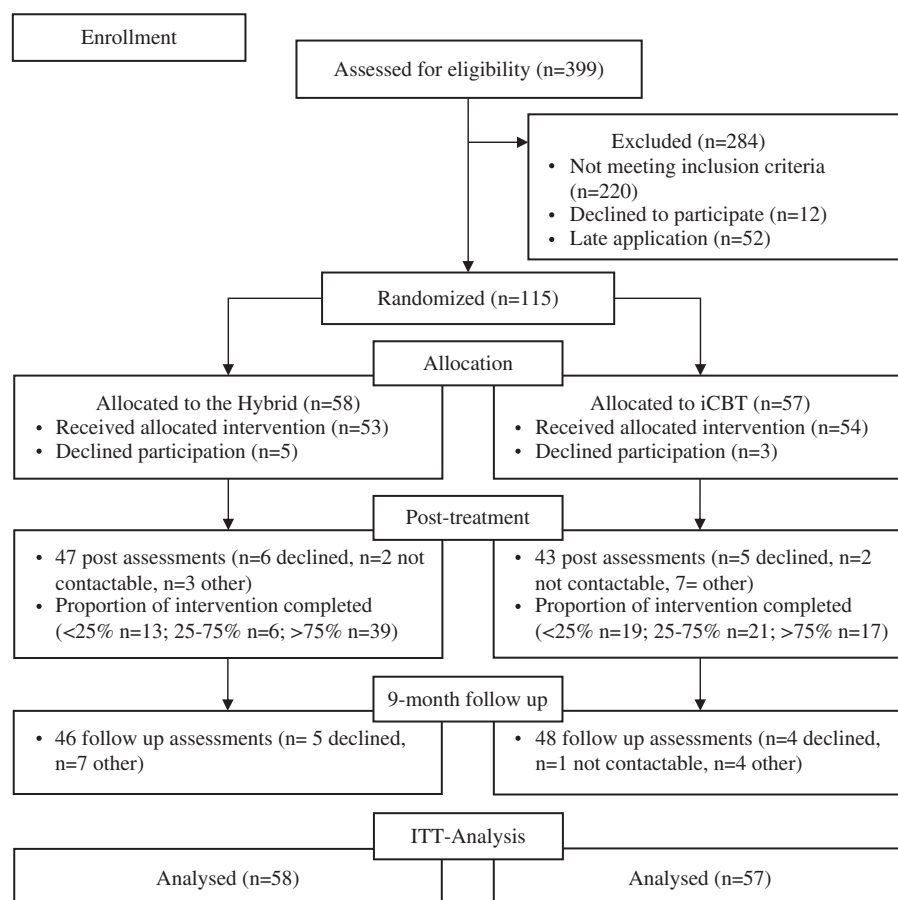 Enrollment
Assessed for eligibility (n=399)
Excluded (n=284)
• Not meeting inclusion criteria
(n=220)
• Declined to participate (n=12)
• Late application (n=52)
Randomized (n=115)
Allocation
Allocated to the Hybrid (n=58)
• Received allocated intervention (n=53)
• Declined participation (n=5)
Allocated to iCBT (n=57)
• Received allocated intervention (n=54)
• Declined participation (n=3)
Post-treatment
• 47 post assessments (n=6 declined, n=2 not
contactable, n=3 other)
• Proportion of intervention completed
(<25% n=13; 25-75% n=6; >75% n=39)
• 43 post assessments (n=5 declined, n=2
not contactable, 7= other)
• Proportion of intervention completed
(<25% n=19; 25-75% n=21; >75% n=17)
9-month follow up
• 46 follow up assessments (n= 5 declined,
n=7 other)
• 48 follow up assessments (n=4 declined,
n=1 not contactable, n=4 other)
ITT-Analysis
Analysed (n=58)
Analysed (n=57)